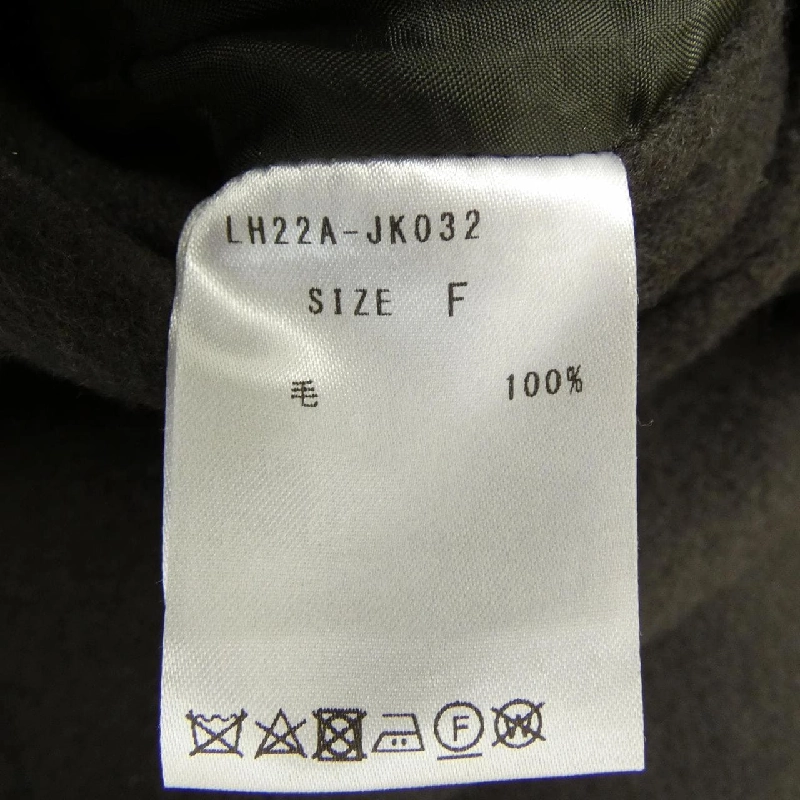 LH22A-JK032
SIZE F
毛 100%
F W